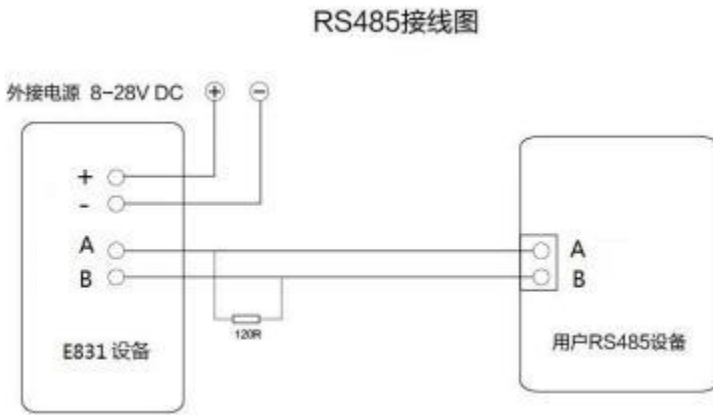 RS485接线图
外接电源 8-28V DC + -
+
-
A
B
A
B
120R
E831 设备
用户RS485设备